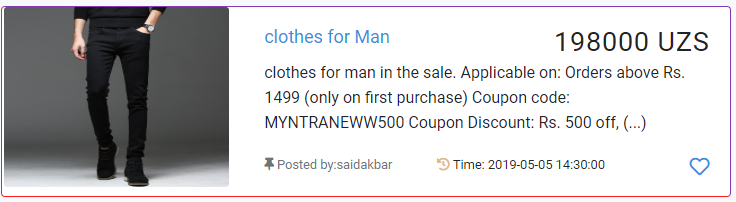 clothes for Man
198000 UZS
clothes for man in the sale. Applicable on: Orders above Rs.
1499 (only on first purchase) Coupon code:
MYNTRANEWW500 Coupon Discount: Rs. 500 off, (...)
Posted by:saidakbar
Time: 2019-05-05 14:30:00